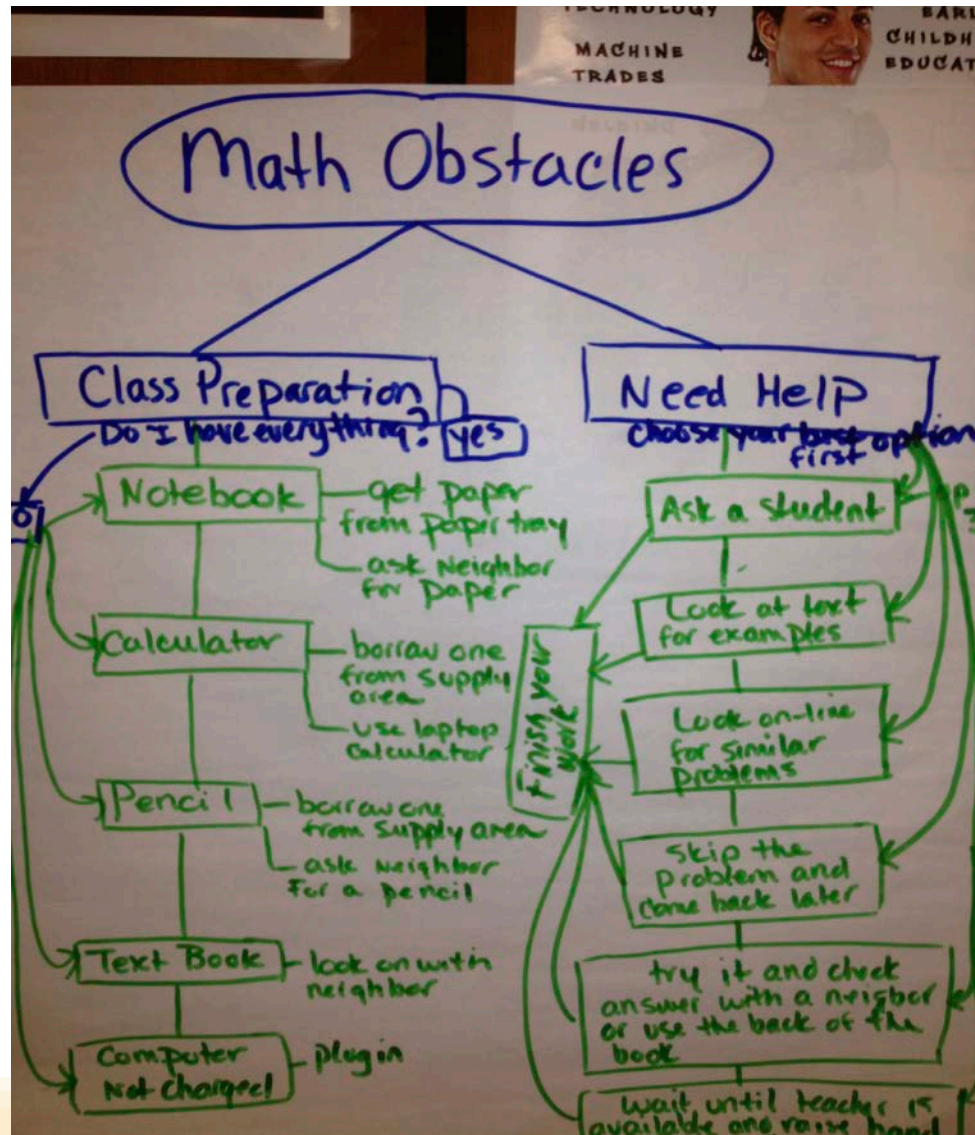 MACHINE
TRADES
CHILDH
EDUCAT
Math Obstacles
Class Preparation
Do I have everything? yes
Notebook
get paper
from paper tray
ask Neighbor
for paper
Calculator
borrow one
from supply
area
use laptop
calculator
Pencil
borrow one
from supply area
ask Neighbor
for a pencil
Text Book
look on with
neighbor
Computer
Not charged
plug in
Need Help
choose your best option
first
Ask a student
Look at text
for examples
Look on-line
for similar
problems
skip the
problem and
come back later
try it and check
answer with a neigbor
or use the back of the
book
wait until teacher is
available and raise hand
Finish your
work